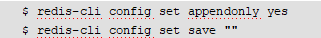 $ redis-cli config set appendonly yes
$ redis-cli config set save ""